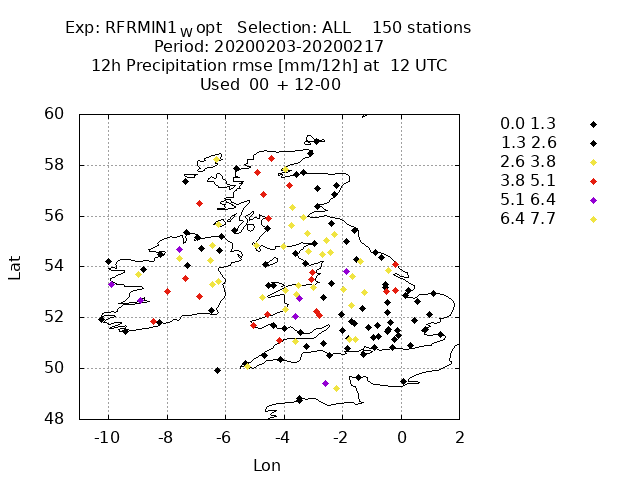 Exp: RFRMIN1wopt Selection: ALL 150 stations
Period: 20200203-20200217
12h Precipitation rmse [mm/12h] at 12 UTC
Used 00 + 12-00
60
58
56
54
52
50
48
Lat
-10 -8 -6 -4 -2 0 2
Lon
0.0 1.3
1.3 2.6
2.6 3.8
3.8 5.1
5.1 6.4
6.4 7.7